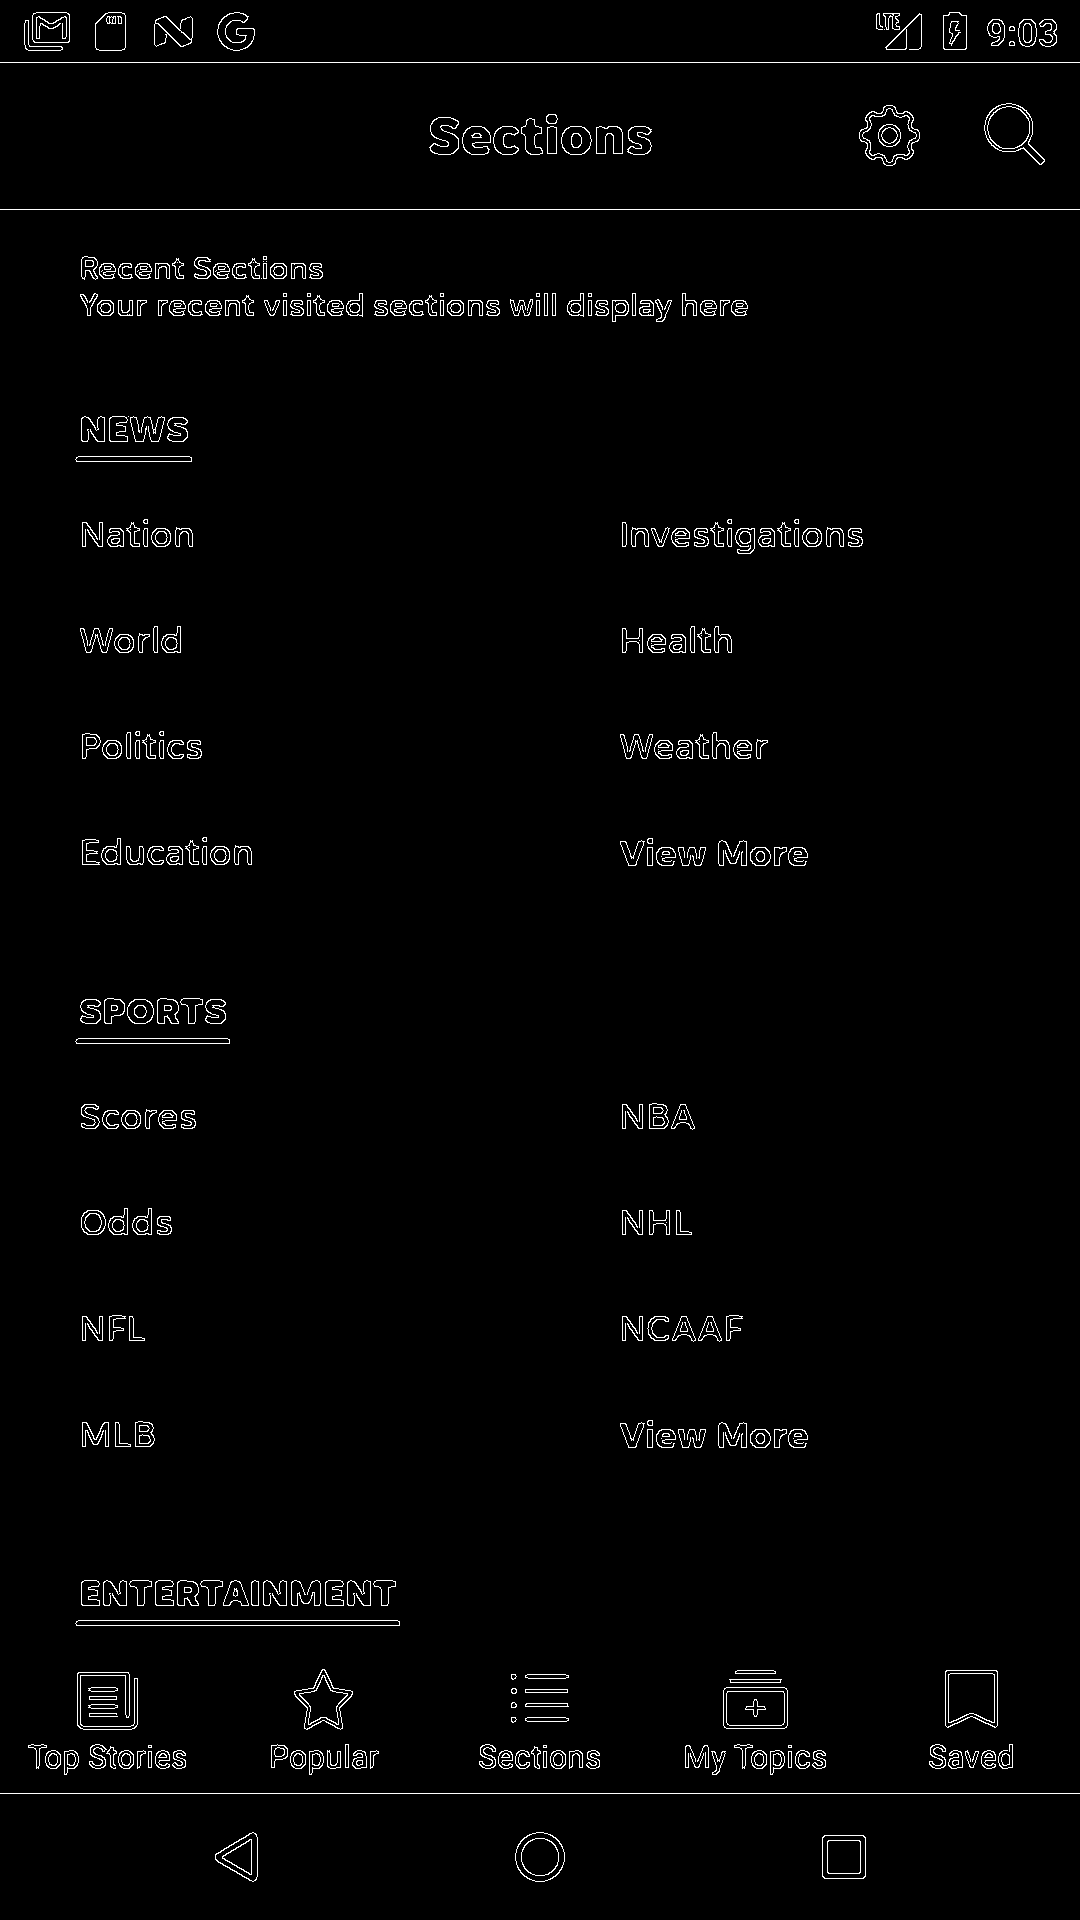 LTE 9:03
Sections
Recent Sections
Your recent visited sections will display here
NEWS
Nation Investigations
World Health
Politics Weather
Education View More
SPORTS
Scores NBA
Odds NHL
NFL NCAAF
MLB View More
ENTERTAINMENT
Top Stories Popular Sections My Topics Saved